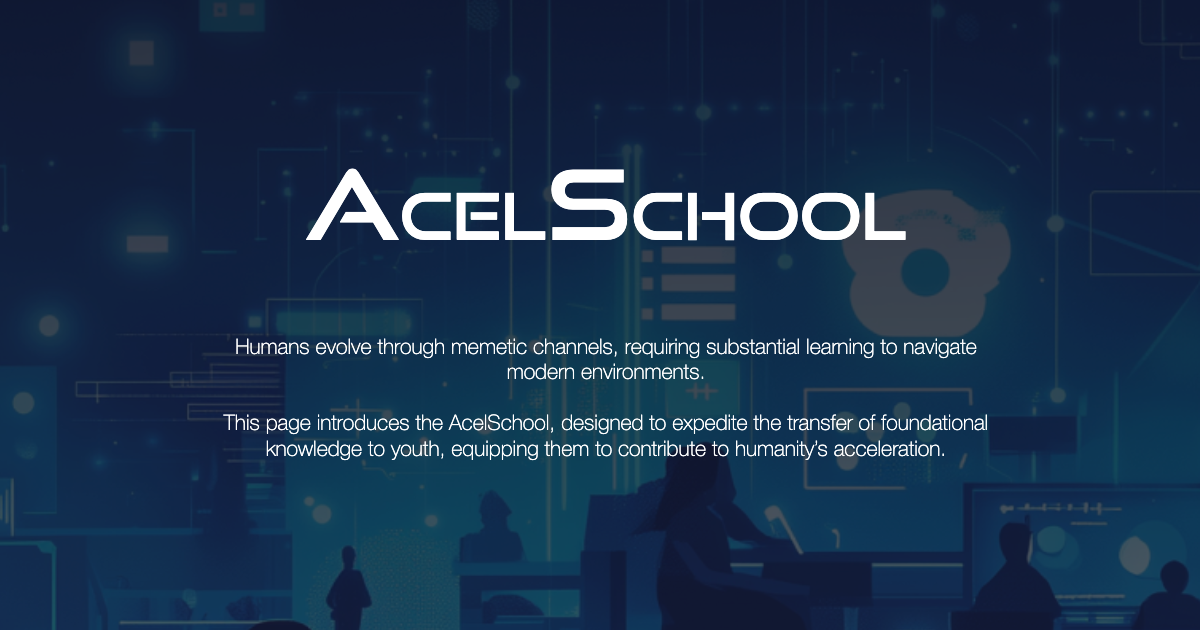 AcelSchool
Humans evolve through memetic channels, requiring substantial learning to navigate
modern environments.
This page introduces the AcelSchool, designed to expedite the transfer of foundational
knowledge to youth, equipping them to contribute to humanity’s acceleration.